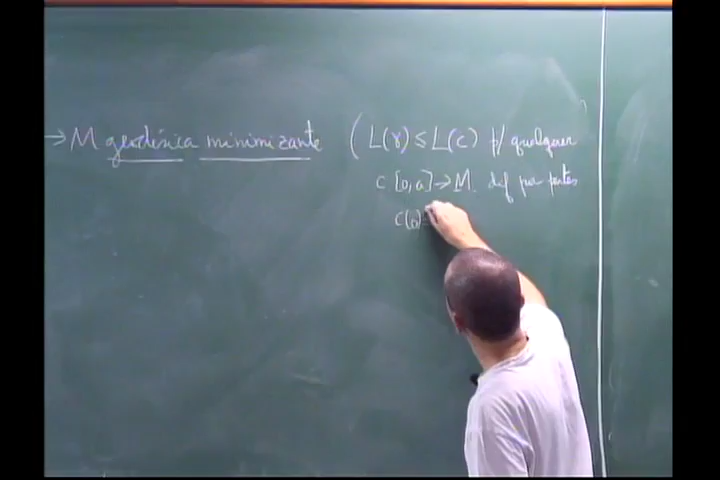 → M geodésica minimizante (L(γ) ≤ L(c) p/ qualquer
c [0, a] → M dif por partes
c(0) =